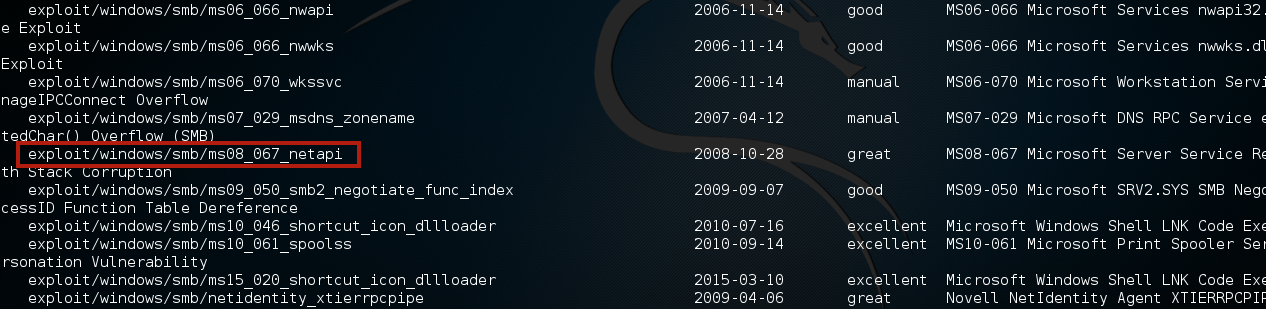 exploit/windows/smb/ms06_066_nwapi 2006-11-14 good MS06-066 Microsoft Services nwapi32.
e Exploit
exploit/windows/smb/ms06_066_nwwks 2006-11-14 good MS06-066 Microsoft Services nwwks.dl
Exploit
exploit/windows/smb/ms06_070_wkssvc 2006-11-14 manual MS06-070 Microsoft Workstation Servi
nageIPCConnect Overflow
exploit/windows/smb/ms07_029_msdns_zonename 2007-04-12 manual MS07-029 Microsoft DNS RPC Service e
tedChar() Overflow (SMB)
exploit/windows/smb/ms08_067_netapi 2008-10-28 great MS08-067 Microsoft Server Service Re
th Stack Corruption
exploit/windows/smb/ms09_050_smb2_negotiate_func_index 2009-09-07 good MS09-050 Microsoft SRV2.SYS SMB Nego
cessID Function Table Dereference
exploit/windows/smb/ms10_046_shortcut_icon_dllloader 2010-07-16 excellent Microsoft Windows Shell LNK Code Exe
exploit/windows/smb/ms10_061_spoolss 2010-09-14 excellent MS10-061 Microsoft Print Spooler Ser
rsonation Vulnerability
exploit/windows/smb/ms15_020_shortcut_icon_dllloader 2015-03-10 excellent Microsoft Windows Shell LNK Code Exe
exploit/windows/smb/netidentity_xtierrpcpipe 2009-04-06 great Novell NetIdentity Agent XTIERRPCPIP